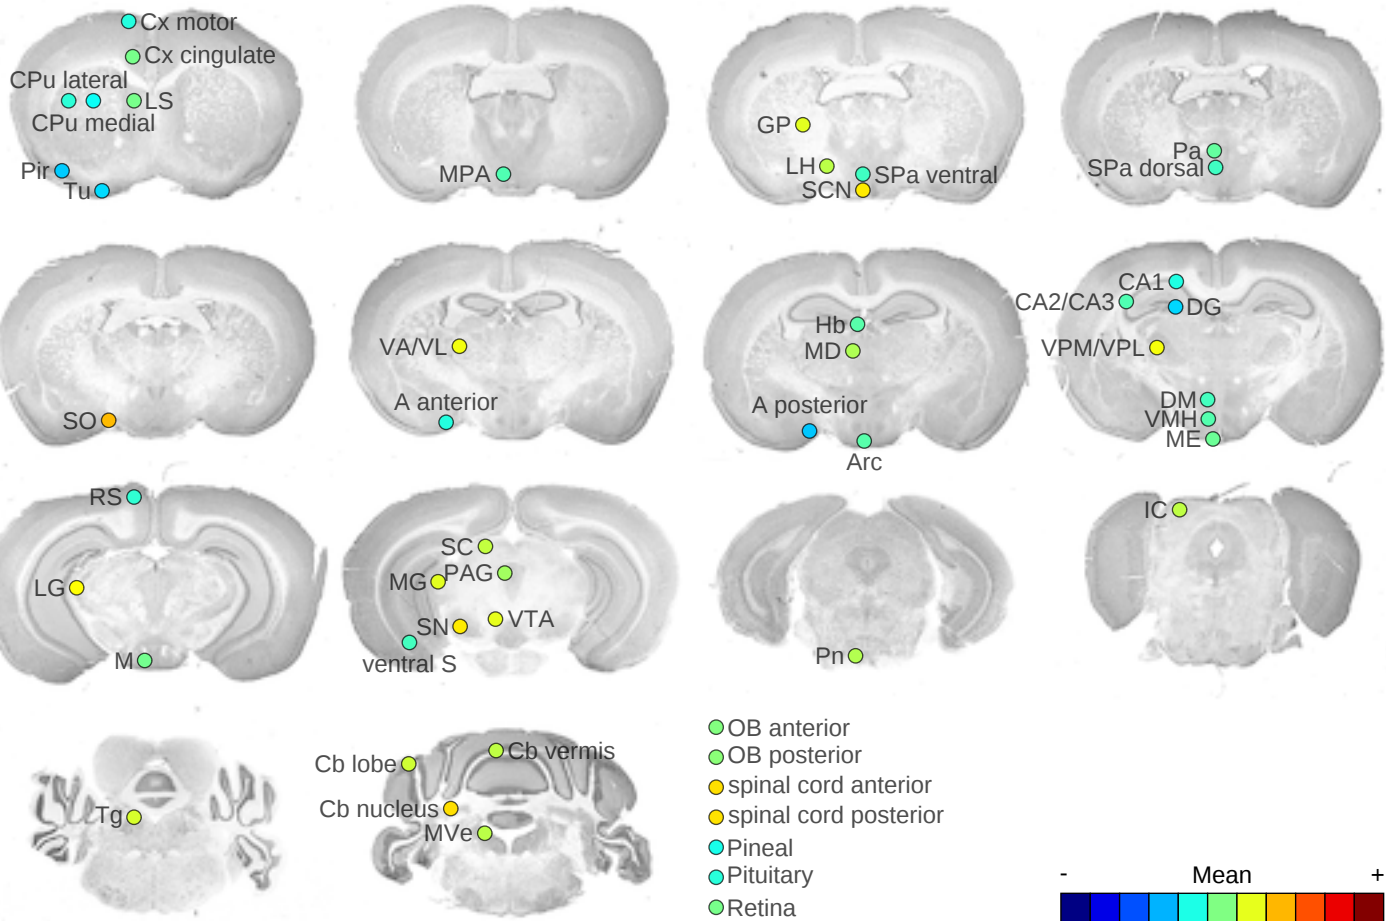 Cx motor
Cx cingulate
CPu lateral
LS
CPu medial
Pir
Tu
MPA
GP
LH
SPa ventral
SCN
Pa
SPa dorsal
SO
VA/VL
A anterior
Hb
MD
A posterior
Arc
CA1
CA2/CA3
DG
VPM/VPL
DM
VMH
ME
RS
LG
M
SC
PAG
MG
VTA
SN
ventral S
Pn
IC
Tg
Cb vermis
Cb lobe
Cb nucleus
MVe
OB anterior
OB posterior
spinal cord anterior
spinal cord posterior
Pineal
Pituitary
Retina
- Mean +